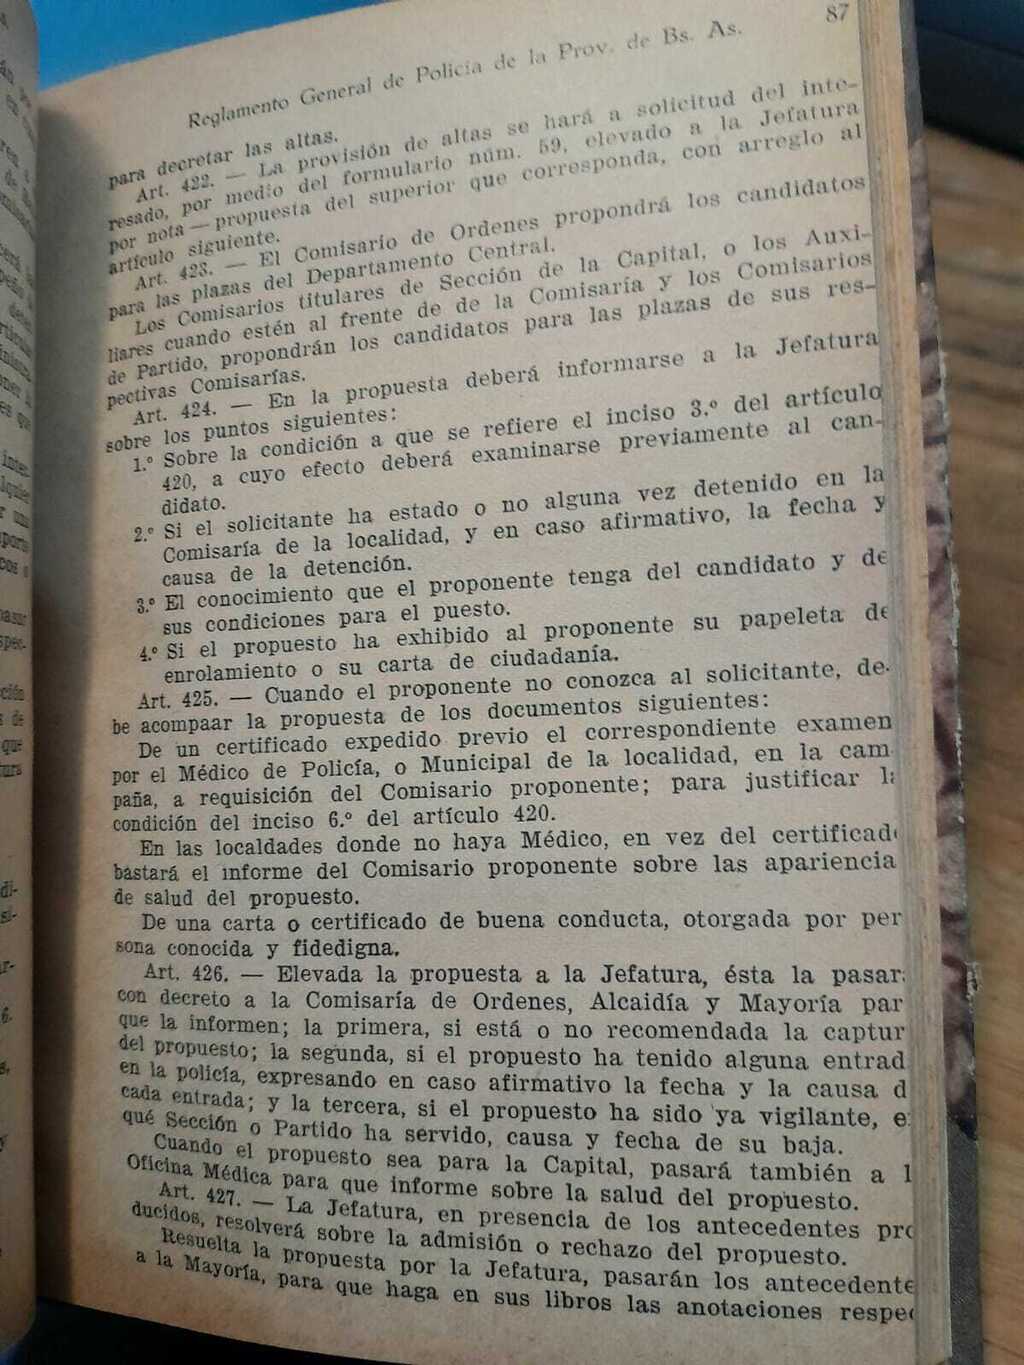 87
Reglamento General de Policía de la Prov. de Bs. As.
para decretar las altas.
Art. 422. — La provisión de altas se hará a solicitud del inte-
resado, por medio del formulario núm. 59, elevado a la Jefatura
por nota — propuesta del superior que corresponda, con arreglo al
artículo siguiente.
Art. 423. — El Comisario de Ordenes propondrá los candidatos
para las plazas del Departamento Central.
Los Comisarios titulares de Sección de la Capital, o los Auxi-
liares cuando estén al frente de de la Comisaría y los Comisarios
de Partido, propondrán los candidatos para las plazas de sus res-
pectivas Comisarías.
Art. 424. — En la propuesta deberá informarse a la Jefatura
sobre los puntos siguientes:
1.º Sobre la condición a que se refiere el inciso 3.º del artículo
420, a cuyo efecto deberá examinarse previamente al can-
didato.
2.º Si el solicitante ha estado o no alguna vez detenido en la
Comisaría de la localidad, y en caso afirmativo, la fecha y
causa de la detención.
3.º El conocimiento que el proponente tenga del candidato y de
sus condiciones para el puesto.
4.º Si el propuesto ha exhibido al proponente su papeleta de
enrolamiento o su carta de ciudadanía.
Art. 425. — Cuando el proponente no conozca al solicitante, de-
be acompaar la propuesta de los documentos siguientes:
De un certificado expedido previo el correspondiente examen
por el Médico de Policía, o Municipal de la localidad, en la cam
paña, a requisición del Comisario proponente; para justificar l
condición del inciso 6.º del artículo 420.
En las localdades donde no haya Médico, en vez del certificad
bastará el informe del Comisario proponente sobre las apariencia
de salud del propuesto.
De una carta o certificado de buena conducta, otorgada por per
sona conocida y fidedigna.
Art. 426. — Elevada la propuesta a la Jefatura, ésta la pasar
con decreto a la Comisaría de Ordenes, Alcaidía y Mayoría par
que la informen; la primera, si está o no recomendada la captur
del propuesto; la segunda, si el propuesto ha tenido alguna entrad
en la policía, expresando en caso afirmativo la fecha y la causa d
cada entrada; y la tercera, si el propuesto ha sido ya vigilante, e
qué Sección o Partido ha servido, causa y fecha de su baja.
Cuando el propuesto sea para la Capital, pasará también a l
Oficina Médica para que informe sobre la salud del propuesto.
Art. 427. — La Jefatura, en presencia de los antecedentes pro
ducidos, resolverá sobre la admisión o rechazo del propuesto.
Resuelta la propuesta por la Jefatura, pasarán los antecedente
a la Mayoría, para que haga en sus libros las anotaciones respec